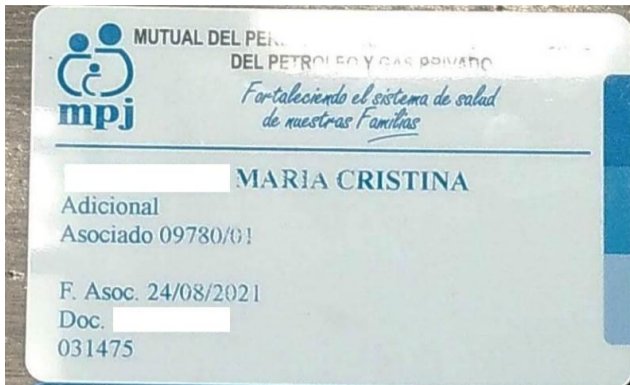 MUTUAL DEL
DEL PETROLEO Y GAS PRIVADO
Fortaleciendo el sistema de salud
de nuestras Familias
mpj
MARIA CRISTINA
Adicional
Asociado 09780/01
F. Asoc. 24/08/2021
Doc.
031475